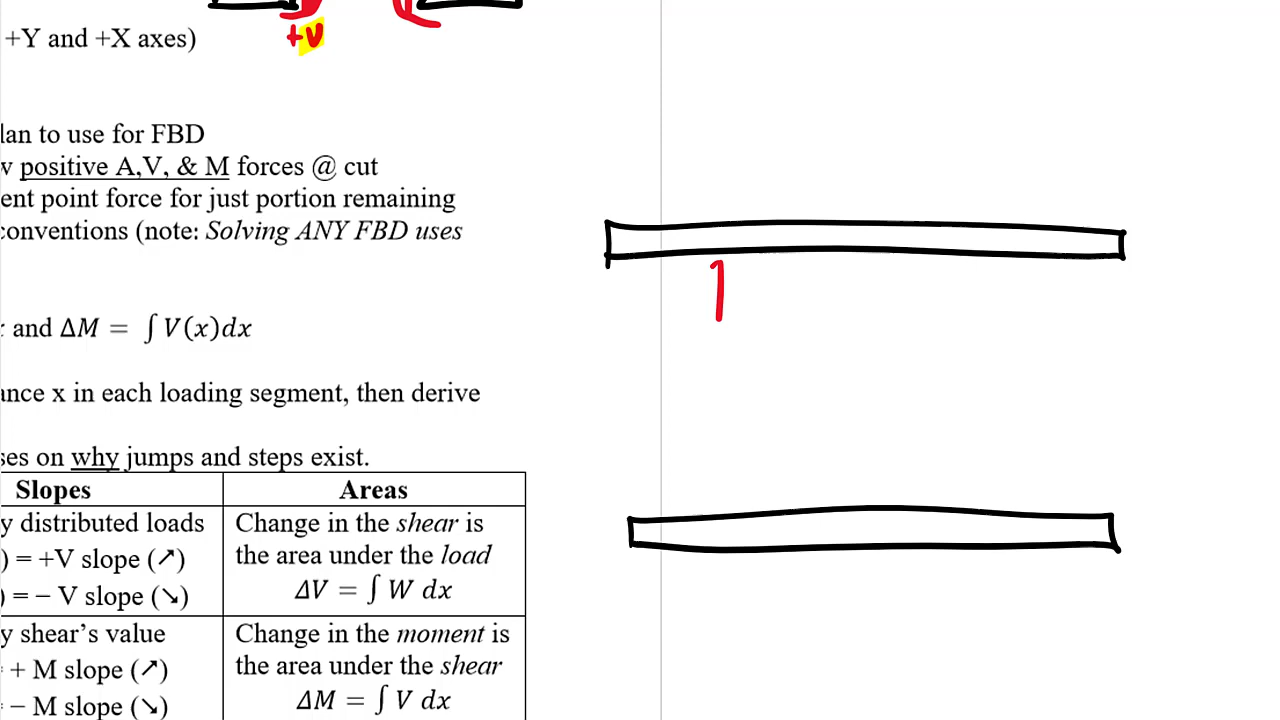 +V
+Y and +X axes)
lan to use for FBD
v positive A,V, & M forces @ cut
ent point force for just portion remaining
conventions (note: Solving ANY FBD uses
and ΔM = ∫ V(x)dx
ance x in each loading segment, then derive
ses on why jumps and steps exist.
Slopes Areas
y distributed loads
) = +V slope (↗)
) = − V slope (↘)
Change in the shear is
the area under the load
ΔV = ∫ W dx
y shear’s value
+ M slope (↗)
− M slope (↘)
Change in the moment is
the area under the shear
ΔM = ∫ V dx